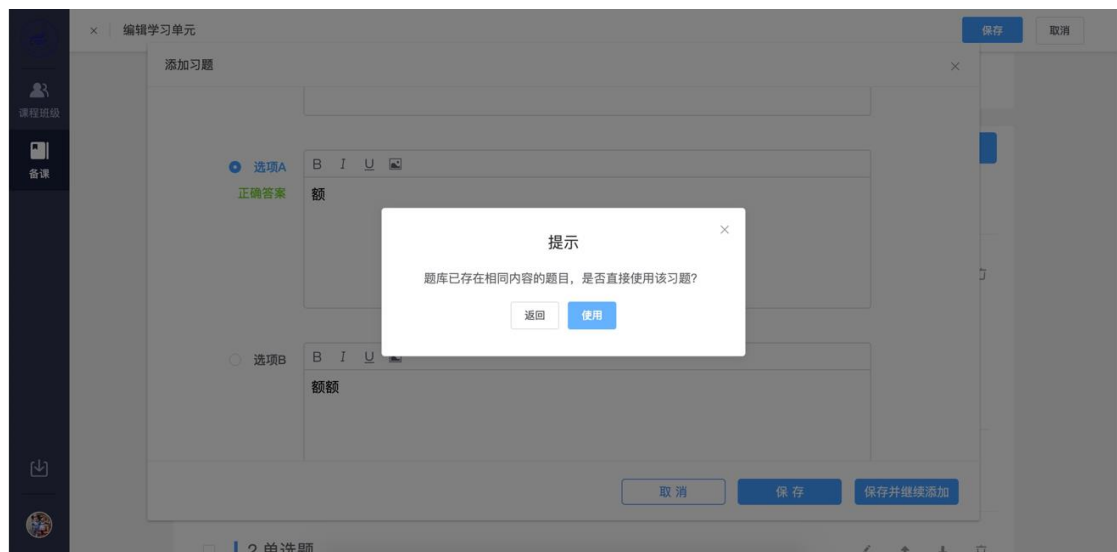 × 编辑学习单元
保存 取消
添加习题 ×
课程班级
备课
选项A
B I U
正确答案
额
提示
×
题库已存在相同内容的题目，是否直接使用该习题?
返回 使用
选项B
B I U
额额
取 消 保 存 保存并继续添加
2.单选题